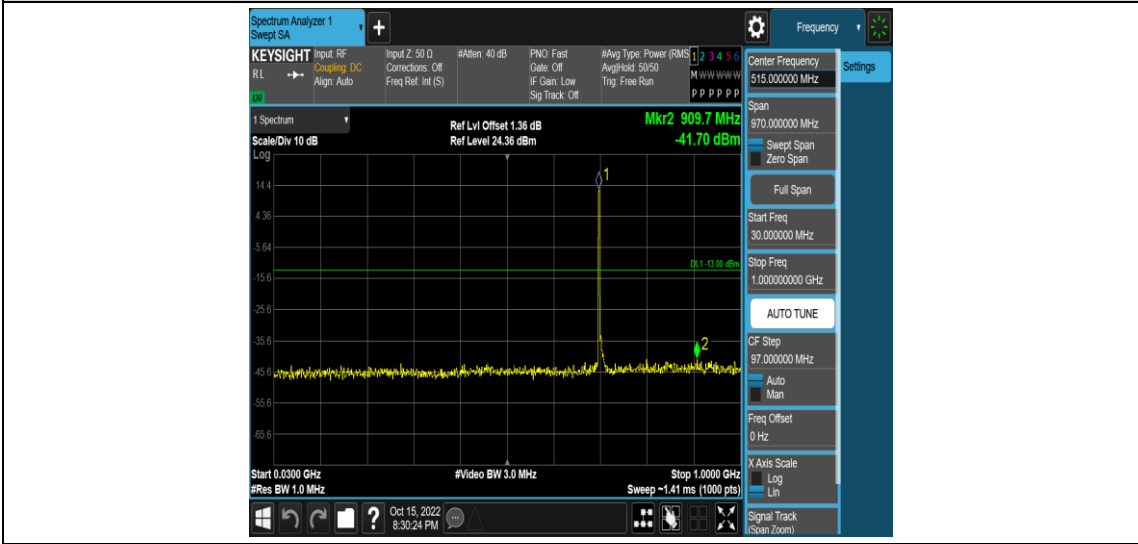 Spectrum Analyzer 1
Swept SA
+
Frequency
KEYSIGHT
RL
Input: RF
Coupling: DC
Align: Auto
Input Z: 50 Ω
Corrections: Off
Freq Ref: Int (S)
#Atten: 40 dB
PNO: Fast
Gate: Off
IF Gain: Low
Sig Track: Off
#Avg Type: Power (RMS
Avg|Hold: 50/50
Trig: Free Run
1 2 3 4 5 6
M W W W W W
P P P P P P
1 Spectrum
Scale/Div 10 dB
Log
Ref Lvl Offset 1.36 dB
Ref Level 24.36 dBm
Mkr2 909.7 MHz
-41.70 dBm
14.4
4.36
-5.64
-15.6
-25.6
-35.6
-45.6
-55.6
-65.6
1
DL1 -13.00 dBm
2
Start 0.0300 GHz
#Res BW 1.0 MHz
#Video BW 3.0 MHz
Stop 1.0000 GHz
Sweep ~1.41 ms (1000 pts)
?
Oct 15, 2022
8:30:24 PM
Center Frequency
515.000000 MHz
Span
970.000000 MHz
Swept Span
Zero Span
Full Span
Start Freq
30.000000 MHz
Stop Freq
1.000000000 GHz
AUTO TUNE
CF Step
97.000000 MHz
Auto
Man
Freq Offset
0 Hz
X Axis Scale
Log
Lin
Signal Track
(Span Zoom)
Settings